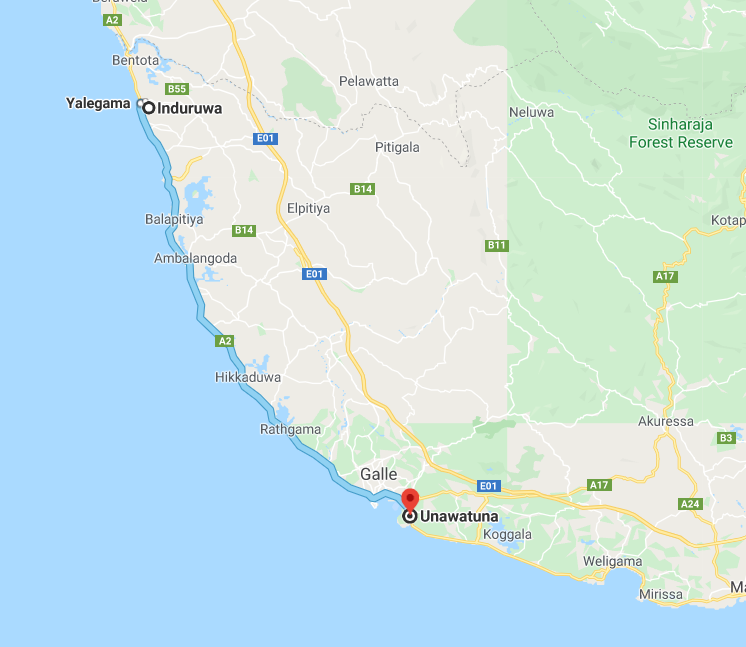 Beruwela
A2
Bentota
B55
Pelawatta
Yalegama
Induruwa
Neluwa
Sinharaja
Forest Reserve
E01
Pitigala
B14
Elpitiya
Balapitiya
Kotap
B14
B11
Ambalangoda
E01
A17
A2
Hikkaduwa
Rathgama
Akuressa
B3
Galle
E01
A17
A24
Unawatuna
Koggala
Weligama
Mirissa
Ma